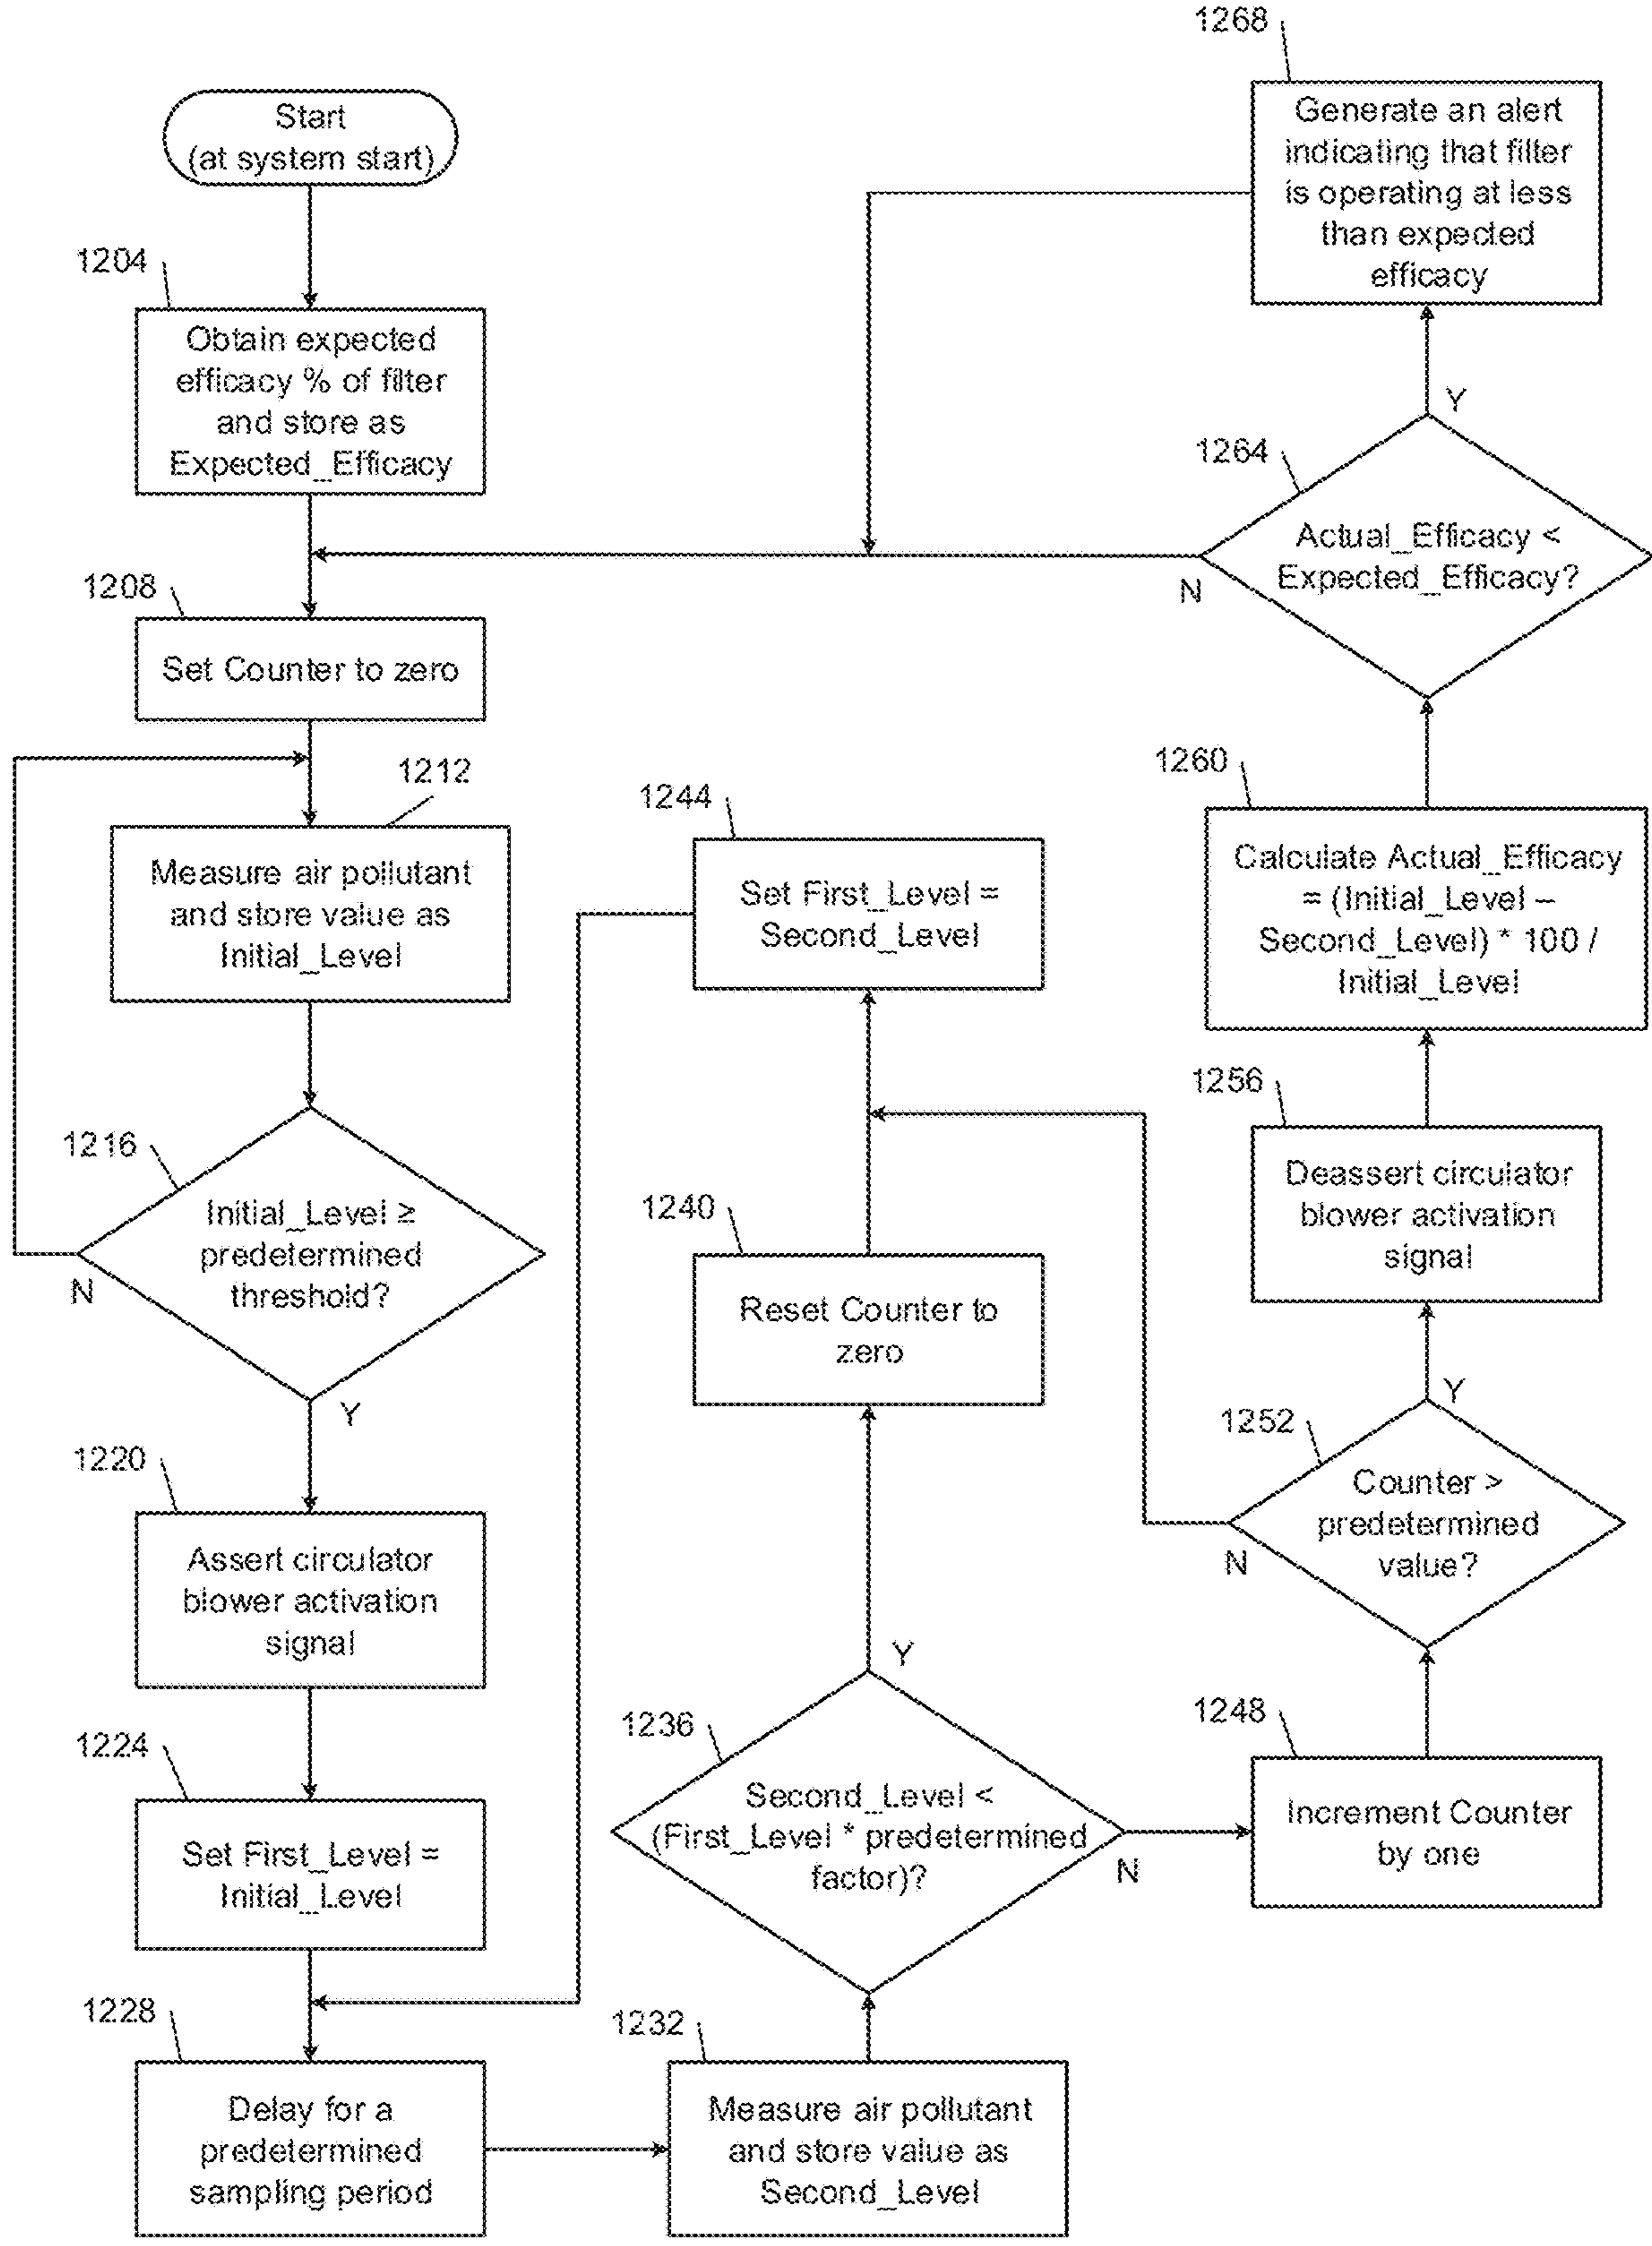 Start
(at system start)
1204
Obtain expected
efficacy % of filter
and store as
Expected_Efficacy
1208
Set Counter to zero
1212
Measure air pollutant
and store value as
Initial_Level
1216
Initial_Level ≥
predetermined
threshold?
N
Y
1220
Assert circulator
blower activation
signal
1224
Set First_Level =
Initial_Level
1228
Delay for a
predetermined
sampling period
1232
Measure air pollutant
and store value as
Second_Level
1236
Second_Level <
(First_Level * predetermined
factor)?
Y
N
1240
Reset Counter to
zero
1244
Set First_Level =
Second_Level
1248
Increment Counter
by one
1252
Counter >
predetermined
value?
Y
N
1256
Deassert circulator
blower activation
signal
1260
Calculate Actual_Efficacy
= (Initial_Level –
Second_Level) * 100 /
Initial_Level
1264
Actual_Efficacy <
Expected_Efficacy?
Y
N
1268
Generate an alert
indicating that filter
is operating at less
than expected
efficacy